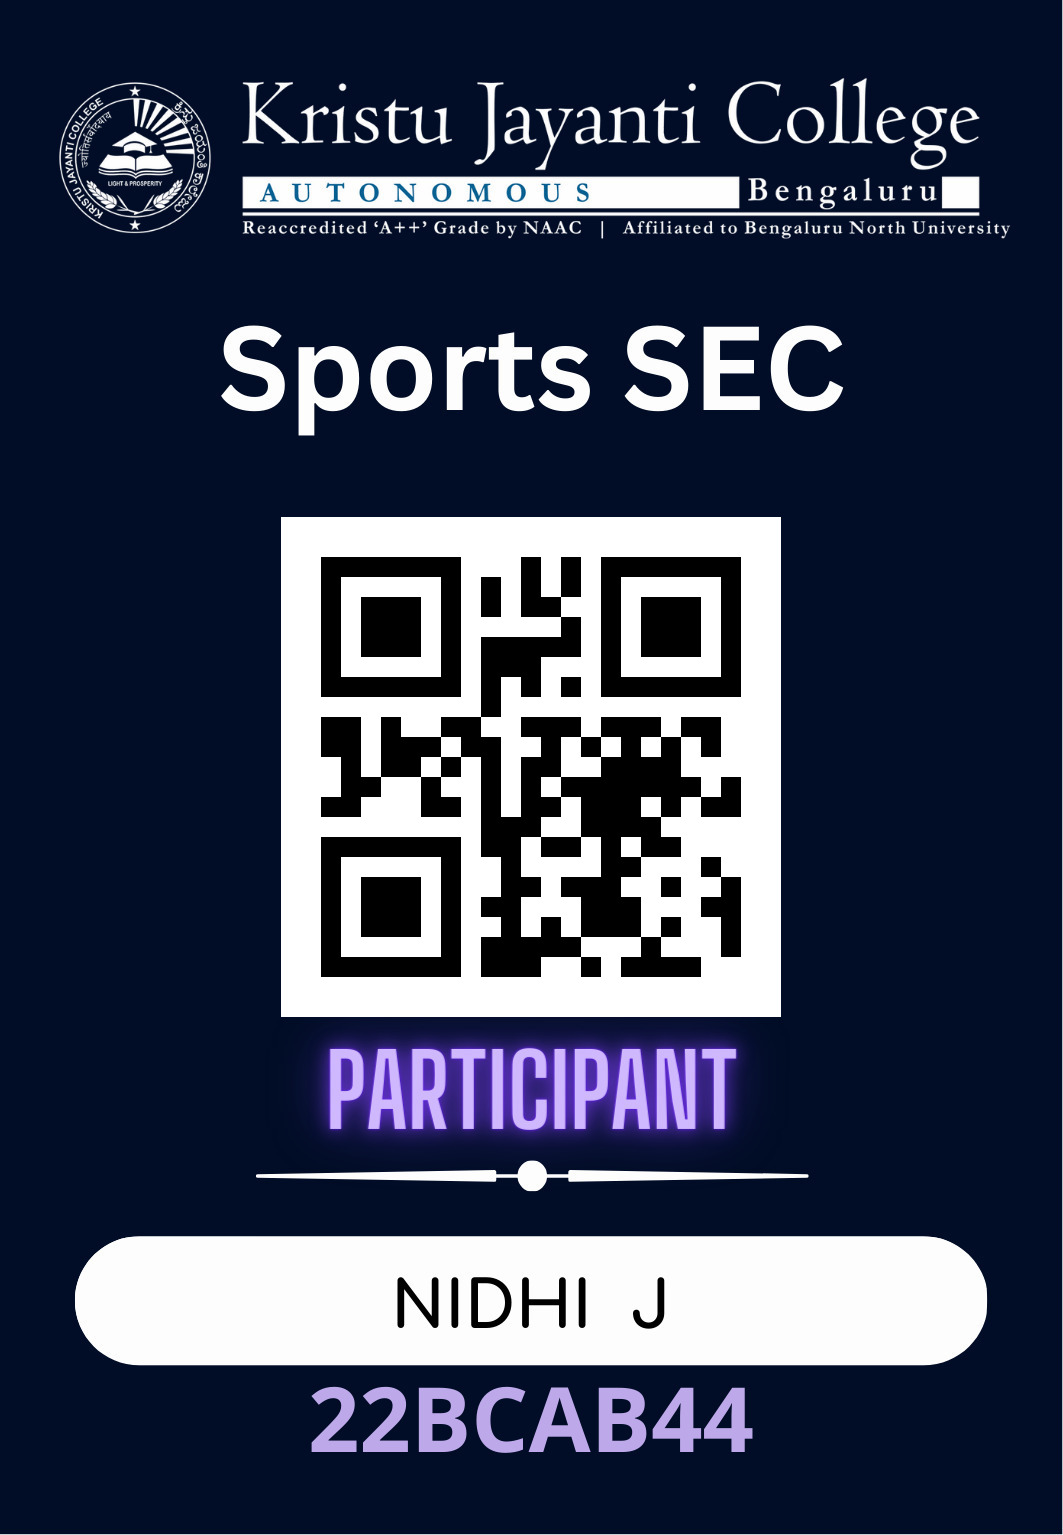 Kristu Jayanti College
AUTONOMOUS Bengaluru
Reaccredited ‘A++’ Grade by NAAC | Affiliated to Bengaluru North University
KRISTU JAYANTI COLLEGE
LIGHT & PROSPERITY
Sports SEC
PARTICIPANT
NIDHI J
22BCAB44